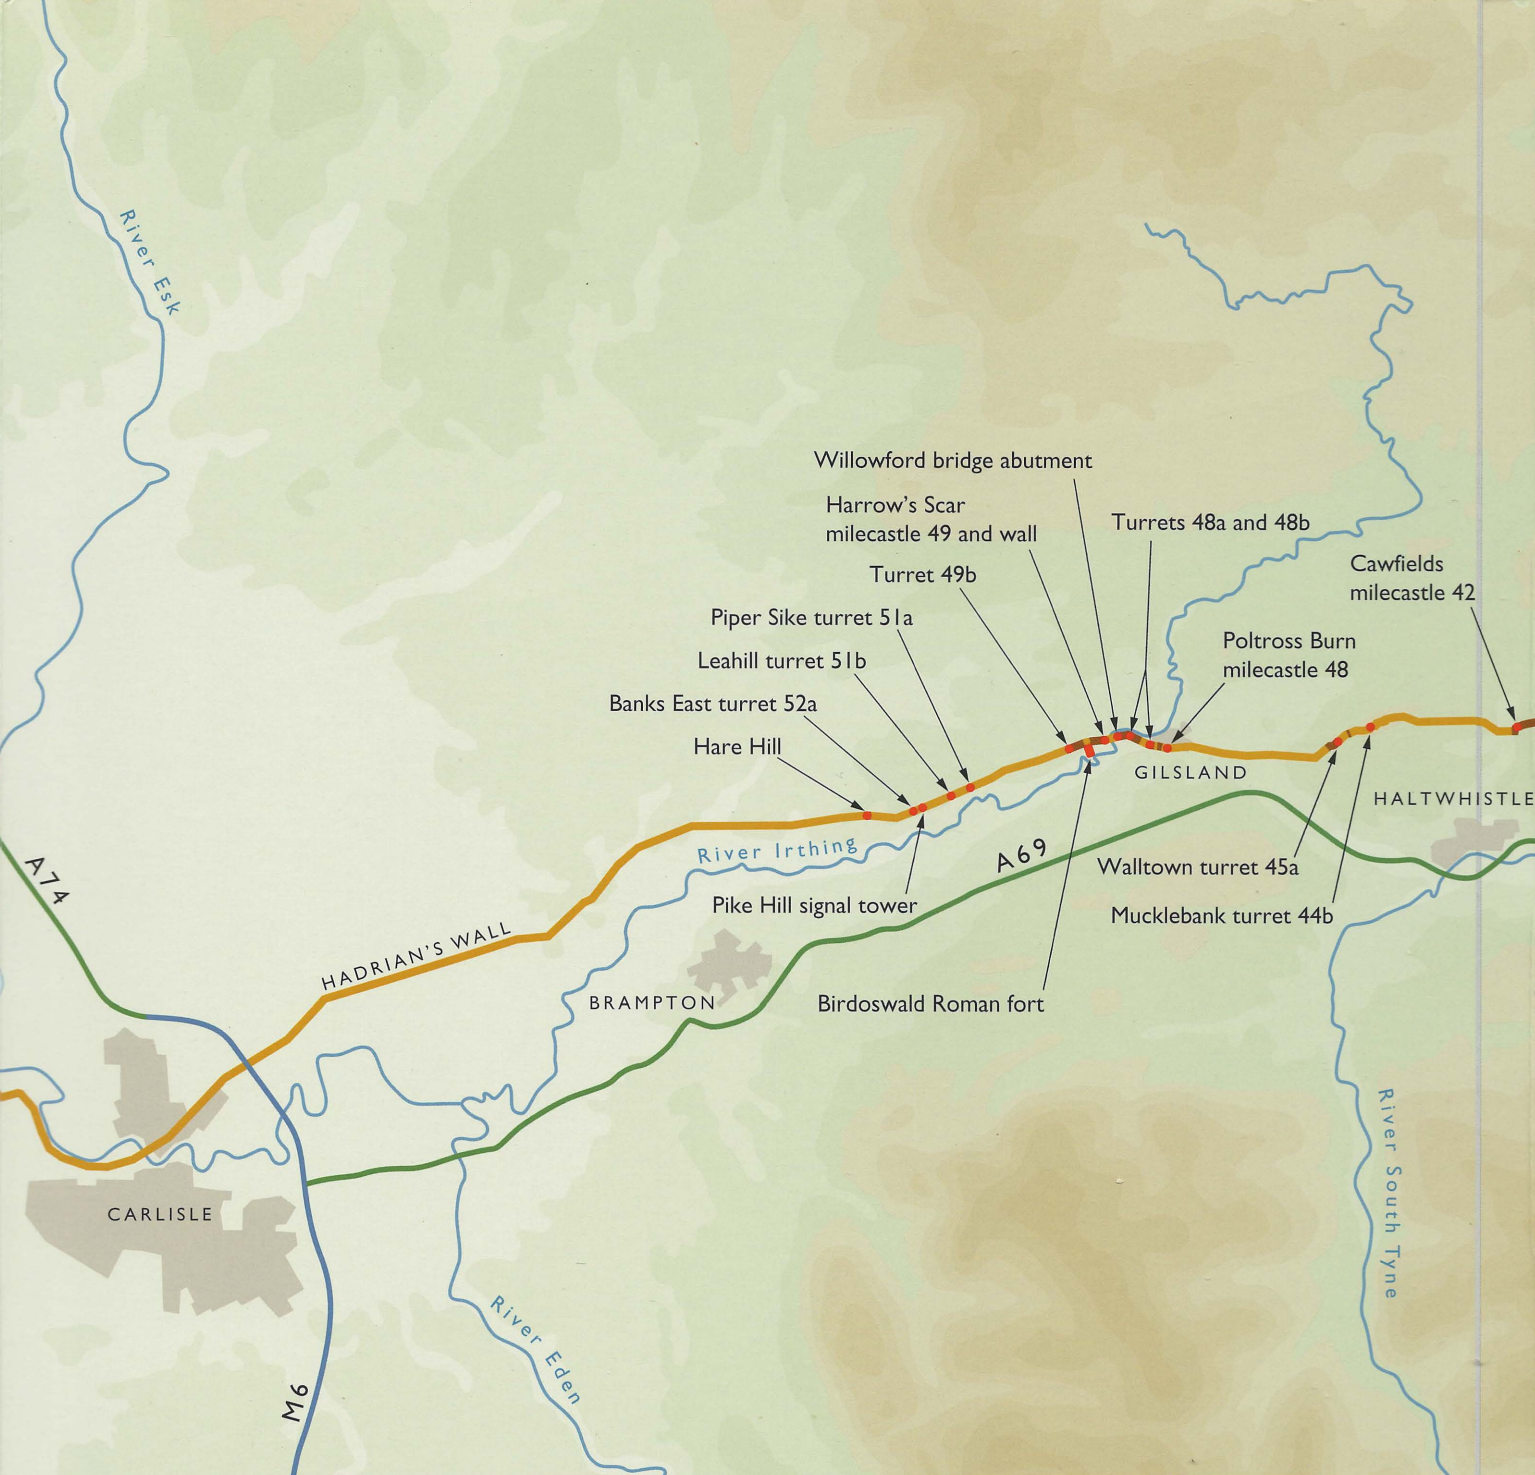 River Esk
Willowford bridge abutment
Harrow's Scar
milecastle 49 and wall
Turrets 48a and 48b
Turret 49b
Cawfields
milecastle 42
Piper Sike turret 51a
Poltross Burn
milecastle 48
Leahill turret 51b
Banks East turret 52a
Hare Hill
GILSLAND
HALTWHISTLE
River Irthing
A69
A74
Walltown turret 45a
Pike Hill signal tower
Mucklebank turret 44b
HADRIAN'S WALL
BRAMPTON
Birdoswald Roman fort
River South Tyne
CARLISLE
River Eden
M6